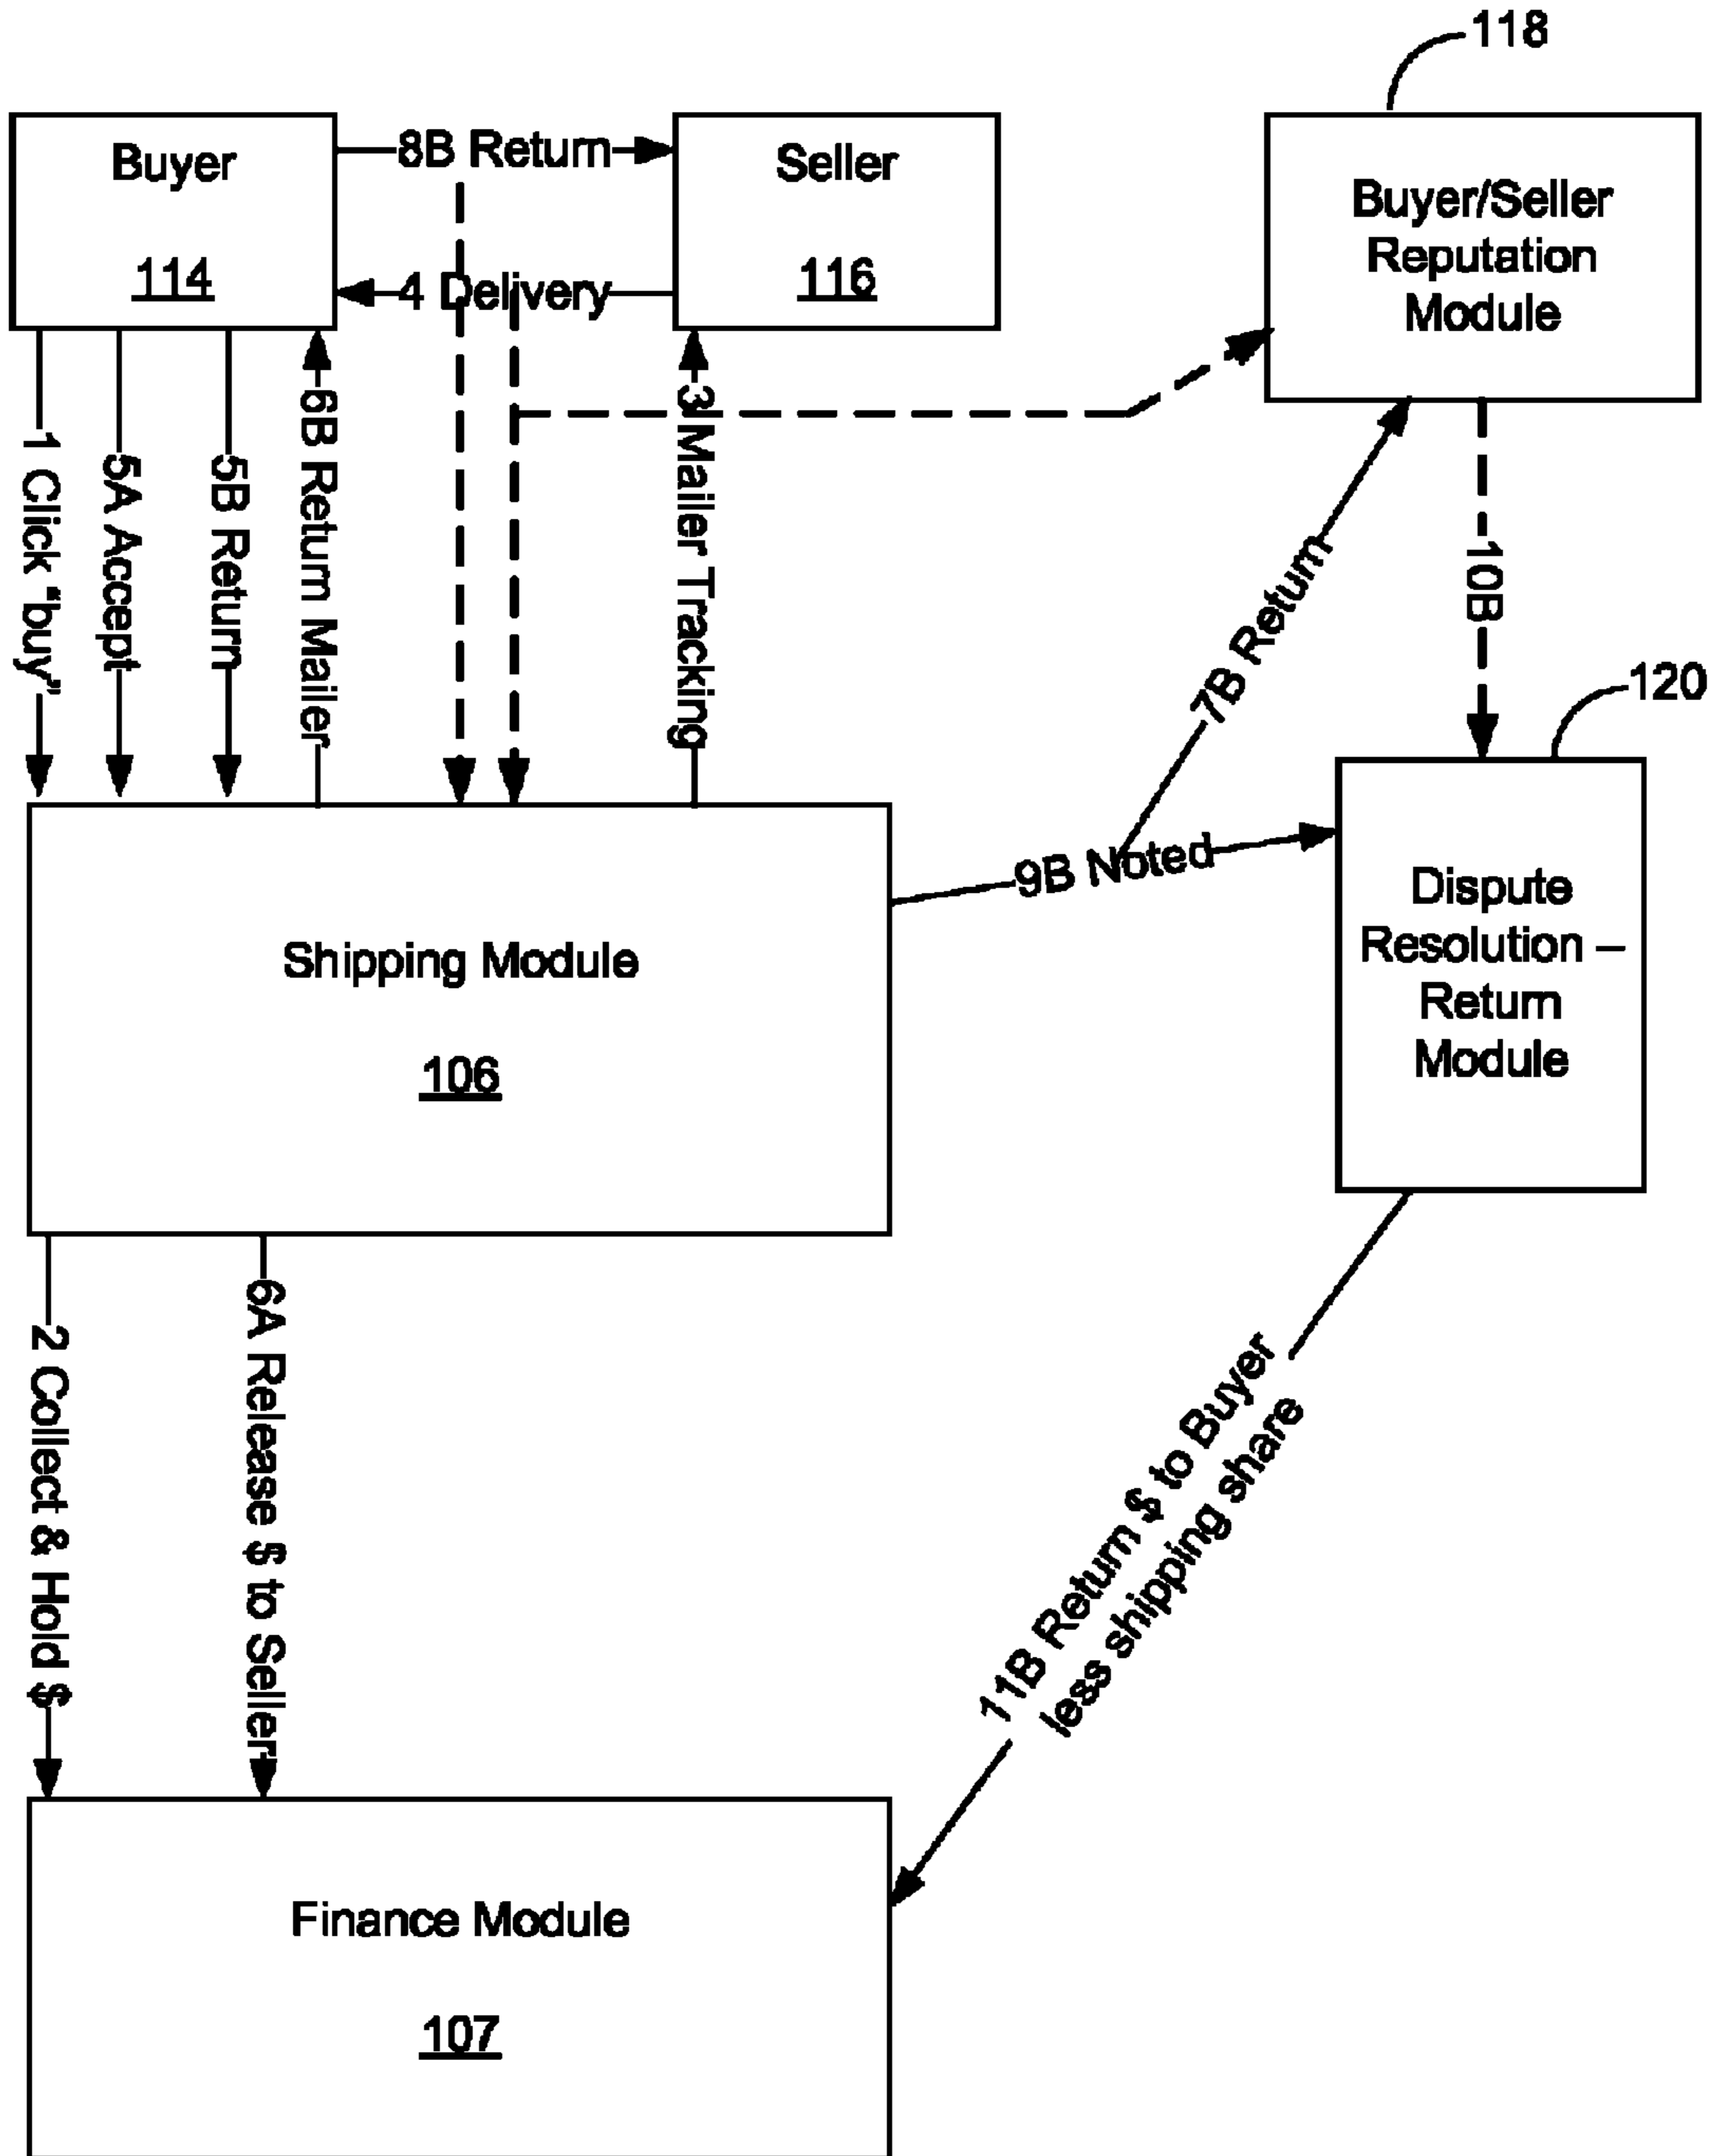 118
Buyer
114
8B Return
4 Delivery
Seller
116
Buyer/Seller
Reputation
Module
1 Click "buy"
5A Accept
5B Return
6B Return Mailer
3 Mailer Tracking
7B Return
10B
120
9B Noted
Shipping Module
106
Dispute
Resolution –
Return
Module
2 Collect & Hold $
6A Release $ to Seller
11B Return $ to Buyer
less shipping share
Finance Module
107